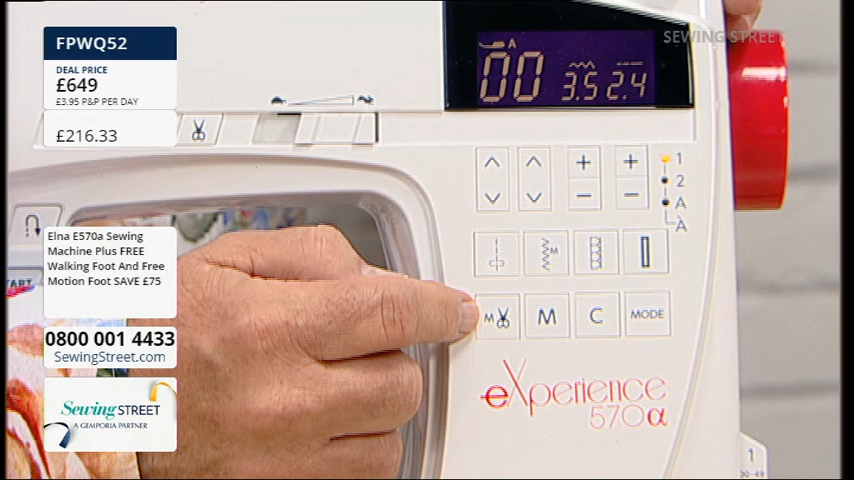 FPWQ52
DEAL PRICE
£649
£3.95 P&P PER DAY
£216.33
Elna E570a Sewing
Machine Plus FREE
Walking Foot And Free
Motion Foot SAVE £75
0800 001 4433
SewingStreet.com
Sewing STREET
A GEMPORIA PARTNER
SEWING STREET
A
00 3.5 2.4
1
2
A
À
M
M
M
C
MODE
eXperience
570α
1